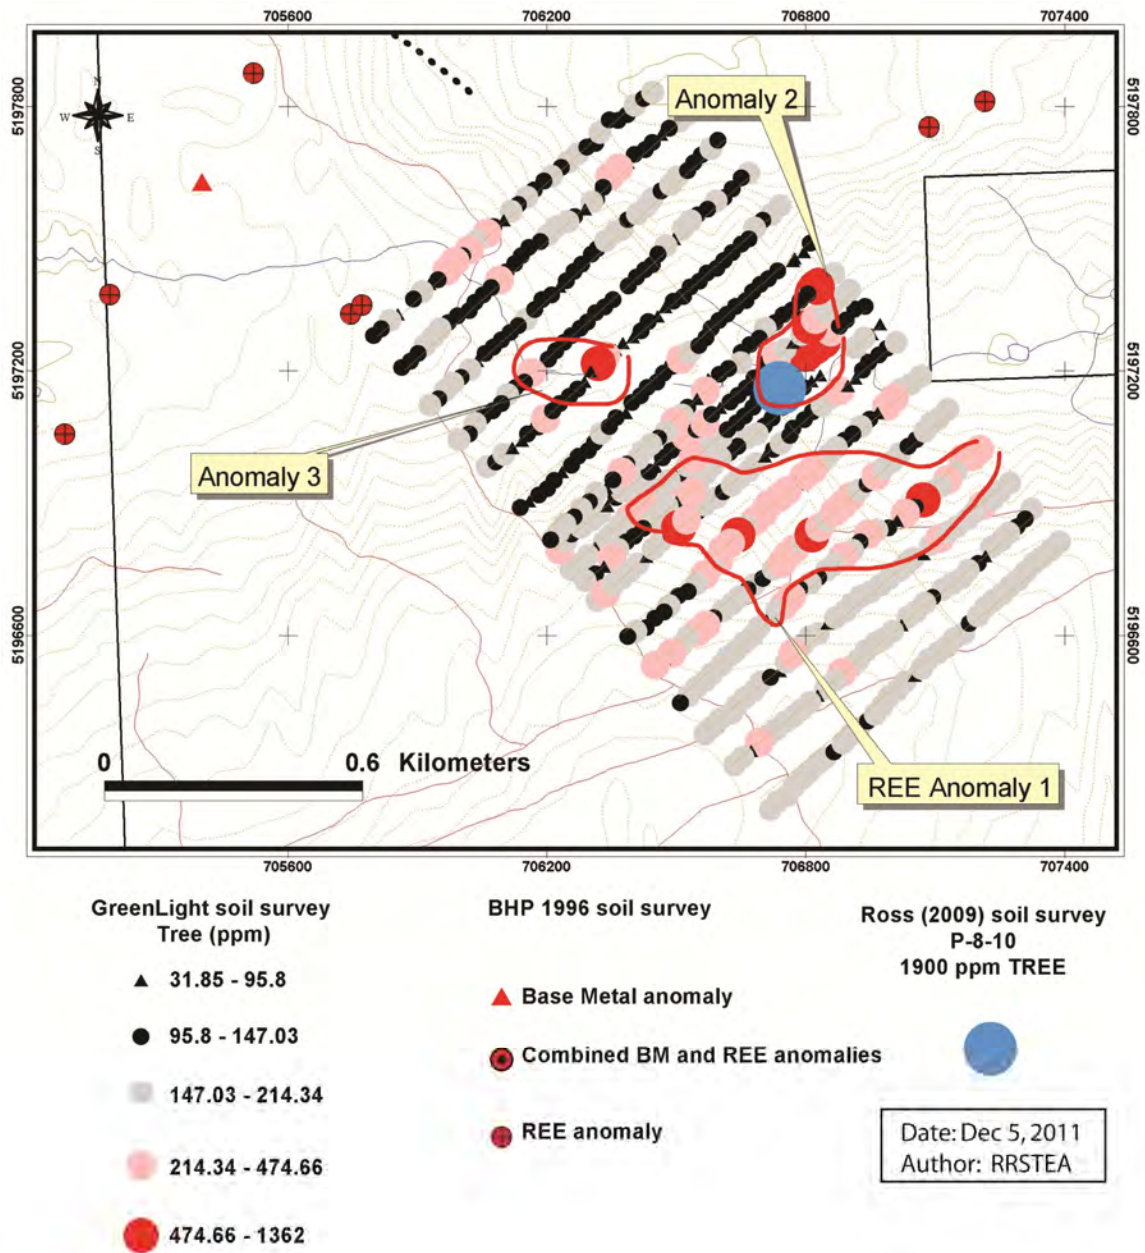 705600
706200
706800
707400
5197800
5197800
N
W
E
S
Anomaly 2
5197200
5197200
Anomaly 3
5196600
5196600
0
0.6 Kilometers
REE Anomaly 1
705600
706200
706800
707400
GreenLight soil survey
Tree (ppm)
31.85 - 95.8
95.8 - 147.03
147.03 - 214.34
214.34 - 474.66
474.66 - 1362
BHP 1996 soil survey
Base Metal anomaly
Combined BM and REE anomalies
REE anomaly
Ross (2009) soil survey
P-8-10
1900 ppm TREE
Date: Dec 5, 2011
Author: RRSTEA